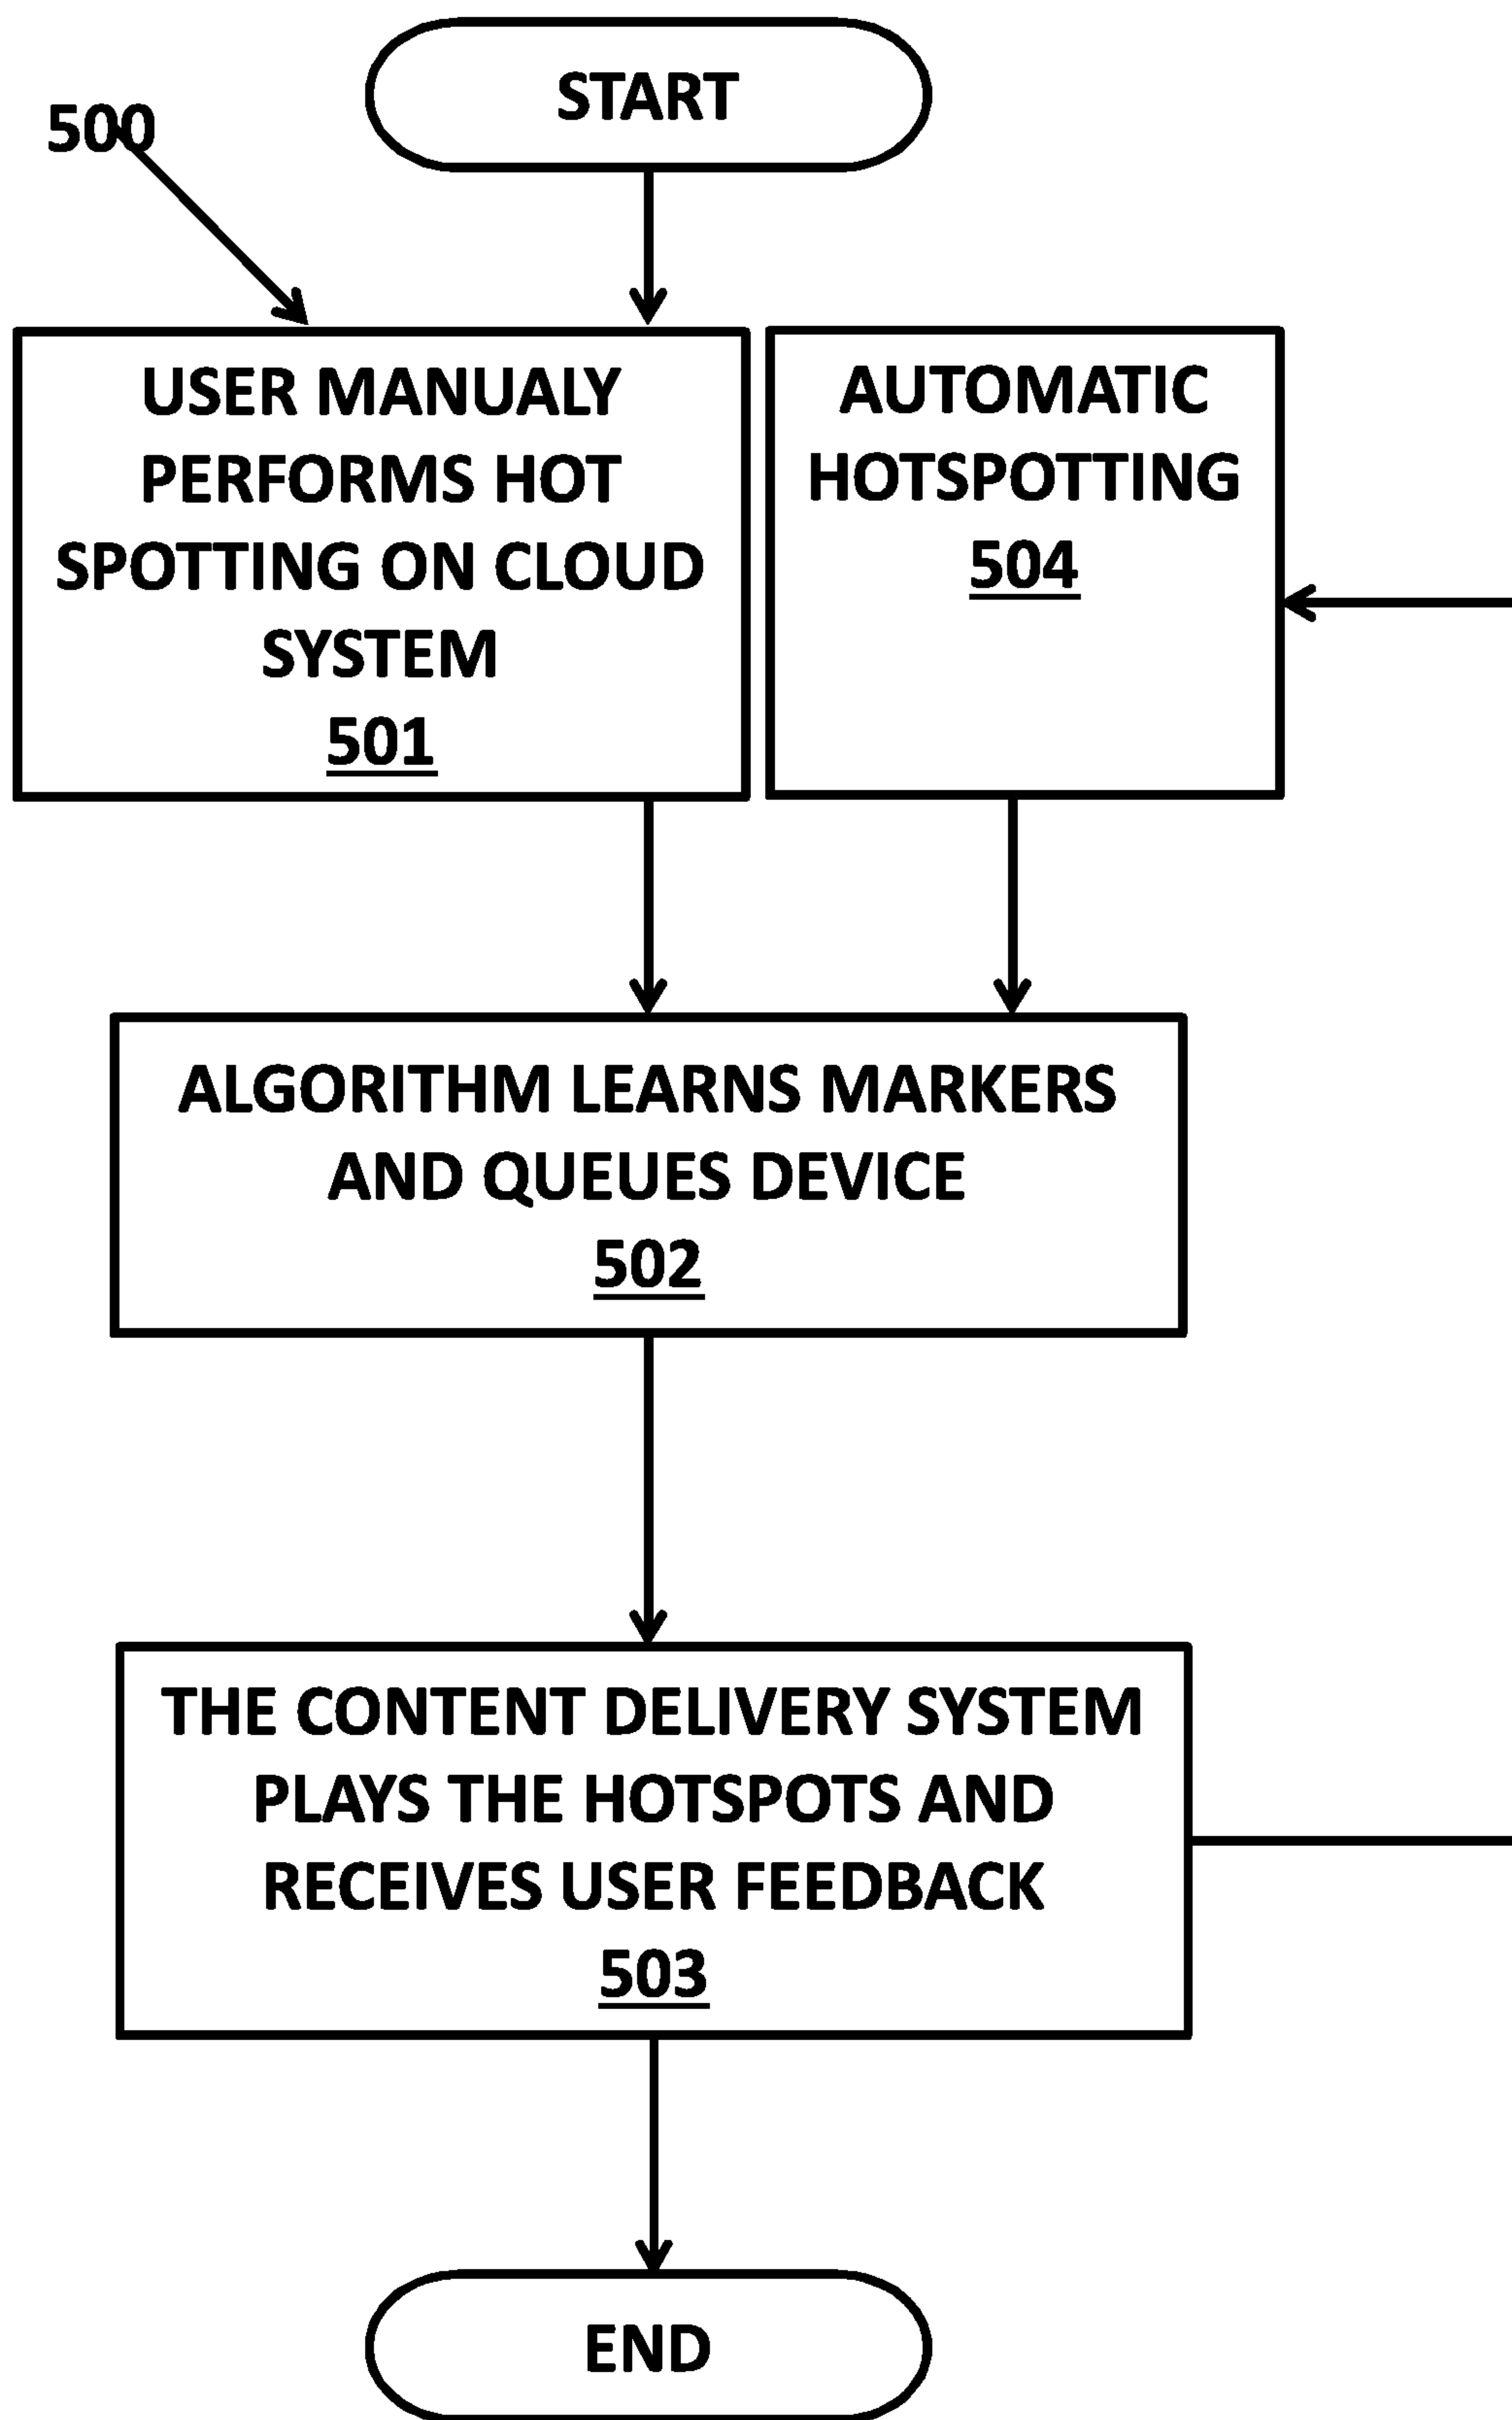 START
500
USER MANUALY
PERFORMS HOT
SPOTTING ON CLOUD
SYSTEM
501
AUTOMATIC
HOTSPOTTING
504
ALGORITHM LEARNS MARKERS
AND QUEUES DEVICE
502
THE CONTENT DELIVERY SYSTEM
PLAYS THE HOTSPOTS AND
RECEIVES USER FEEDBACK
503
END